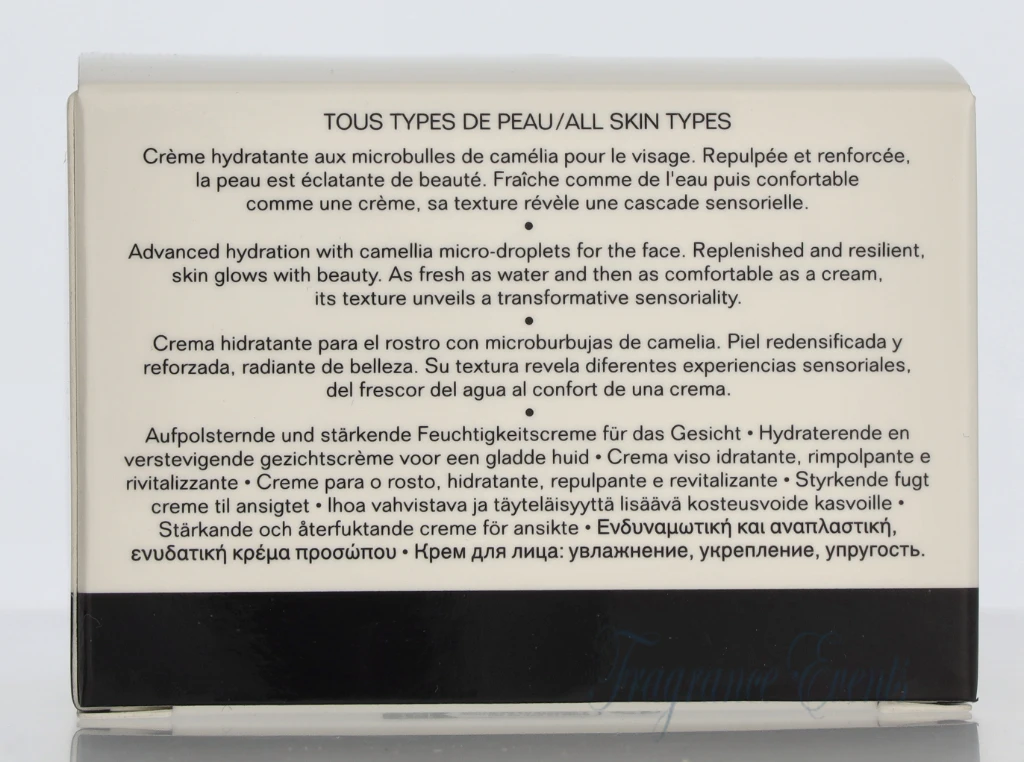 TOUS TYPES DE PEAU/ALL SKIN TYPES
Crème hydratante aux microbulles de camélia pour le visage. Repulpée et renforcée,
la peau est éclatante de beauté. Fraîche comme de l'eau puis confortable
comme une crème, sa texture révèle une cascade sensorielle.
•
Advanced hydration with camellia micro-droplets for the face. Replenished and resilient,
skin glows with beauty. As fresh as water and then as comfortable as a cream,
its texture unveils a transformative sensoriality.
•
Crema hidratante para el rostro con microburbujas de camelia. Piel redensificada y
reforzada, radiante de belleza. Su textura revela diferentes experiencias sensoriales,
del frescor del agua al confort de una crema.
•
Aufpolsternde und stärkende Feuchtigkeitscreme für das Gesicht • Hydraterende en
verstevigende gezichtscrème voor een gladde huid • Crema viso idratante, rimpolpante e
rivitalizzante • Creme para o rosto, hidratante, repulpante e revitalizante • Styrkende fugt
creme til ansigtet • Ihoa vahvistava ja täyteläisyyttä lisäävä kosteusvoide kasvoille •
Stärkande och återfuktande creme för ansikte • Ενδυναμωτική και αναπλαστική,
ενυδατική κρέμα προσώπου • Крем для лица: увлажнение, укрепление, упругость.
Fragrance Events